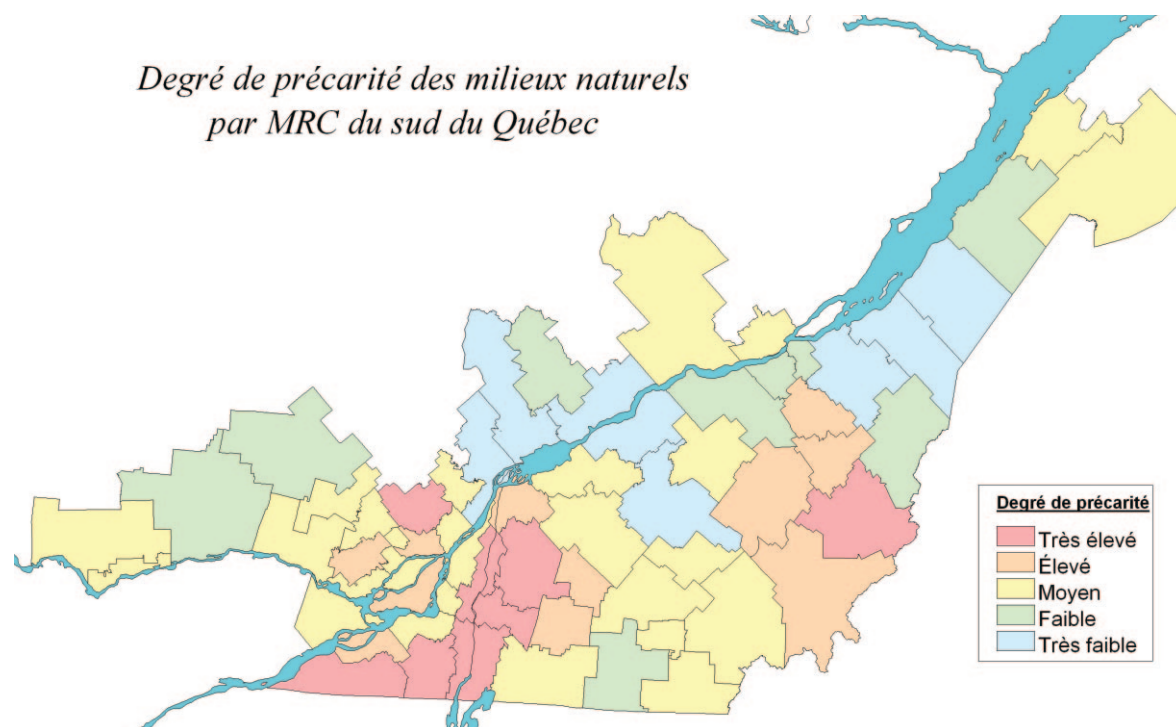 Degré de précarité des milieux naturels
par MRC du sud du Québec
Degré de précarité
Très élevé
Élevé
Moyen
Faible
Très faible